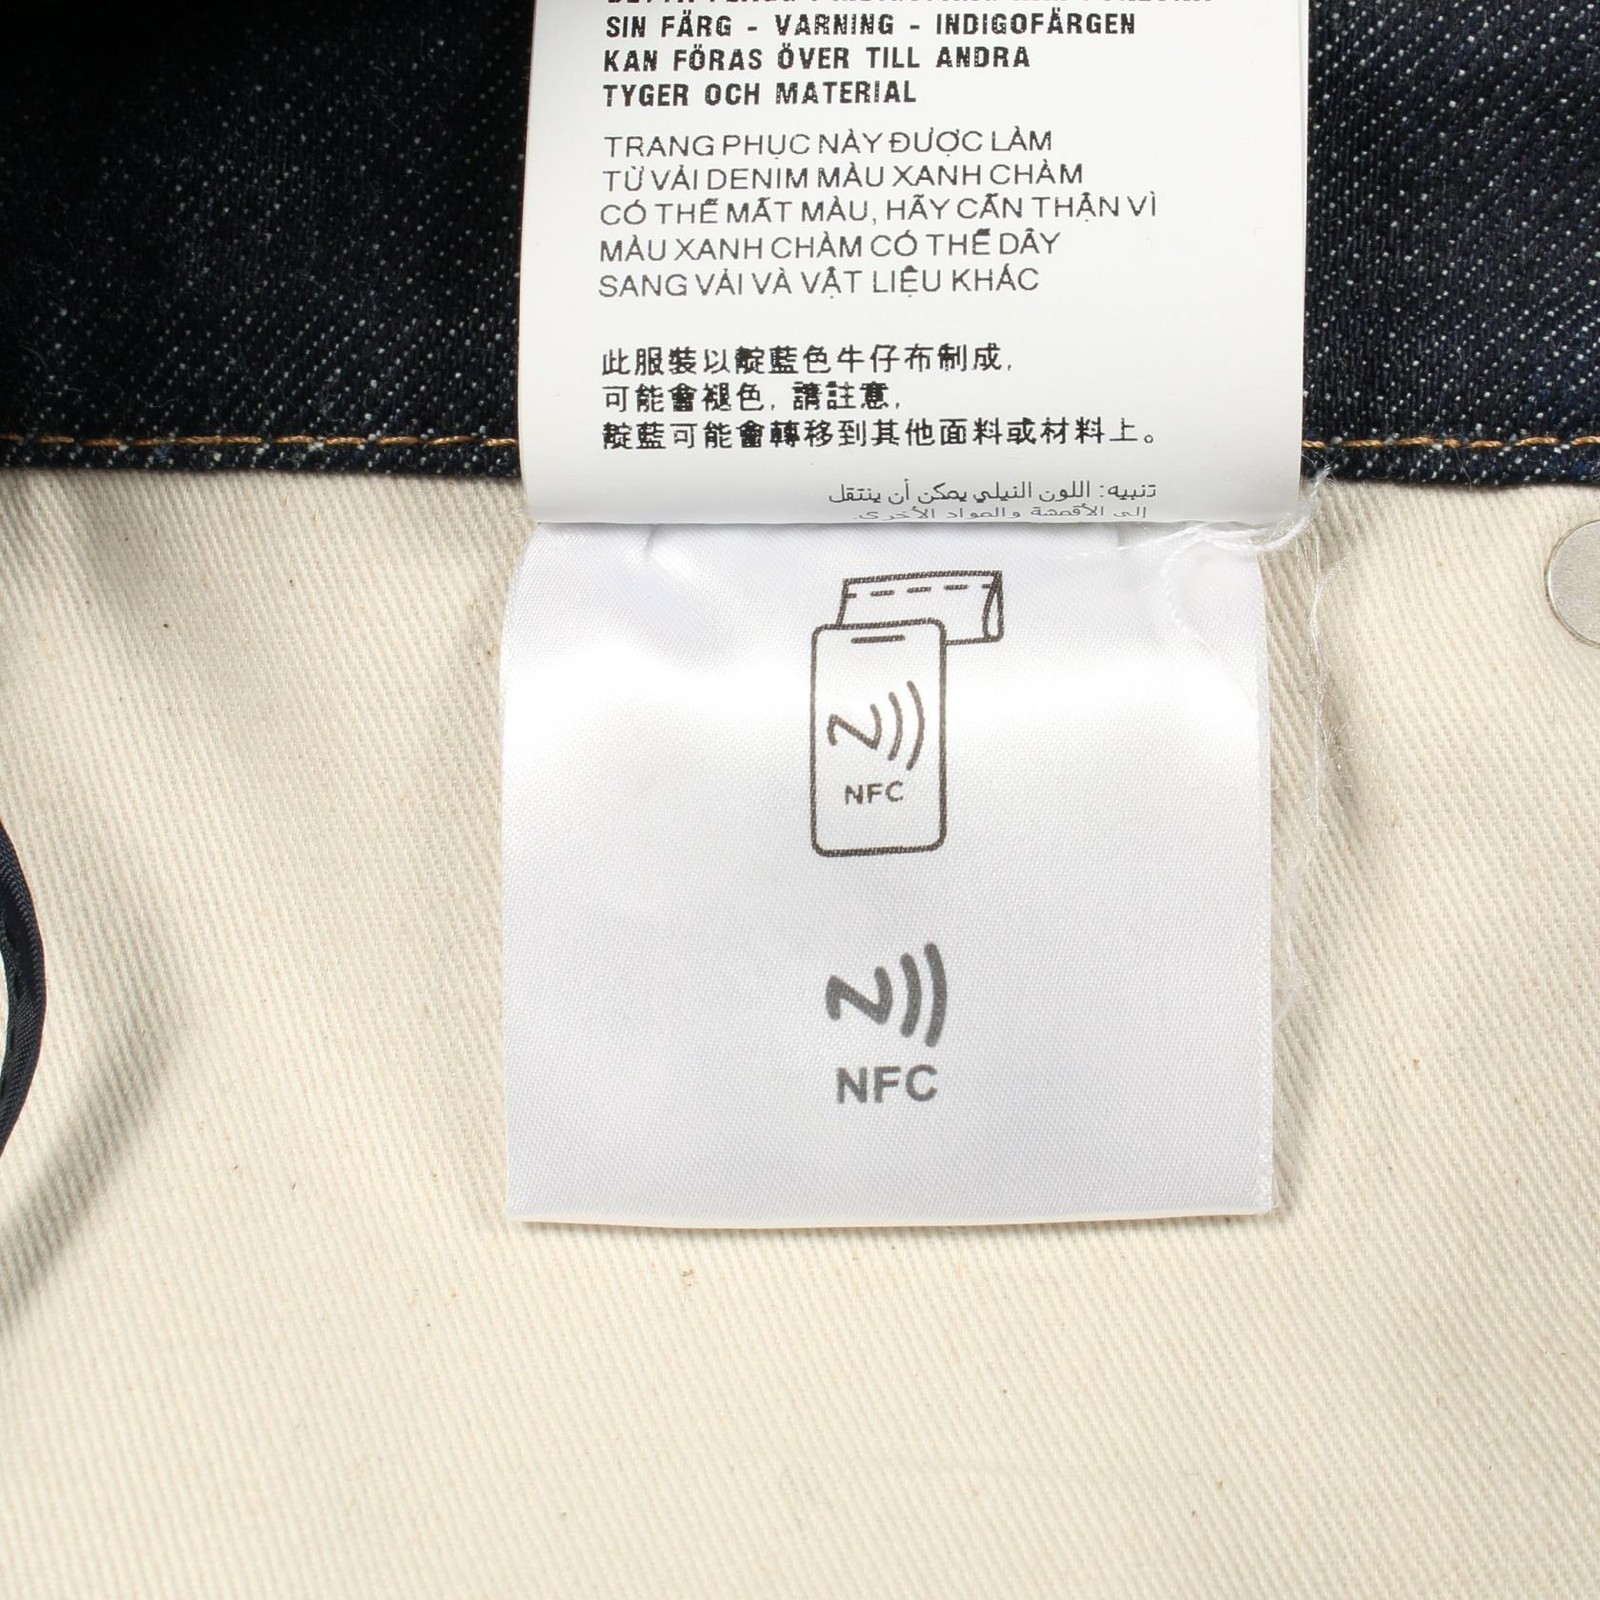 SIN FÄRG - VARNING - INDIGOFÄRGEN
KAN FÖRAS ÖVER TILL ANDRA
TYGER OCH MATERIAL
TRANG PHỤC NÀY ĐƯỢC LÀM
TỪ VẢI DENIM MÀU XANH CHÀM
CÓ THỂ MẤT MÀU, HÃY CẨN THẬN VÌ
MÀU XANH CHÀM CÓ THỂ DÂY
SANG VẢI VÀ VẬT LIỆU KHÁC
此服裝以靛藍色牛仔布制成,
可能會褪色, 請註意,
靛藍可能會轉移到其他面料或材料上。
تنبيه: اللون النيلي يمكن أن ينتقل
إلى الأقمشة والمواد الأخرى.
NFC
NFC